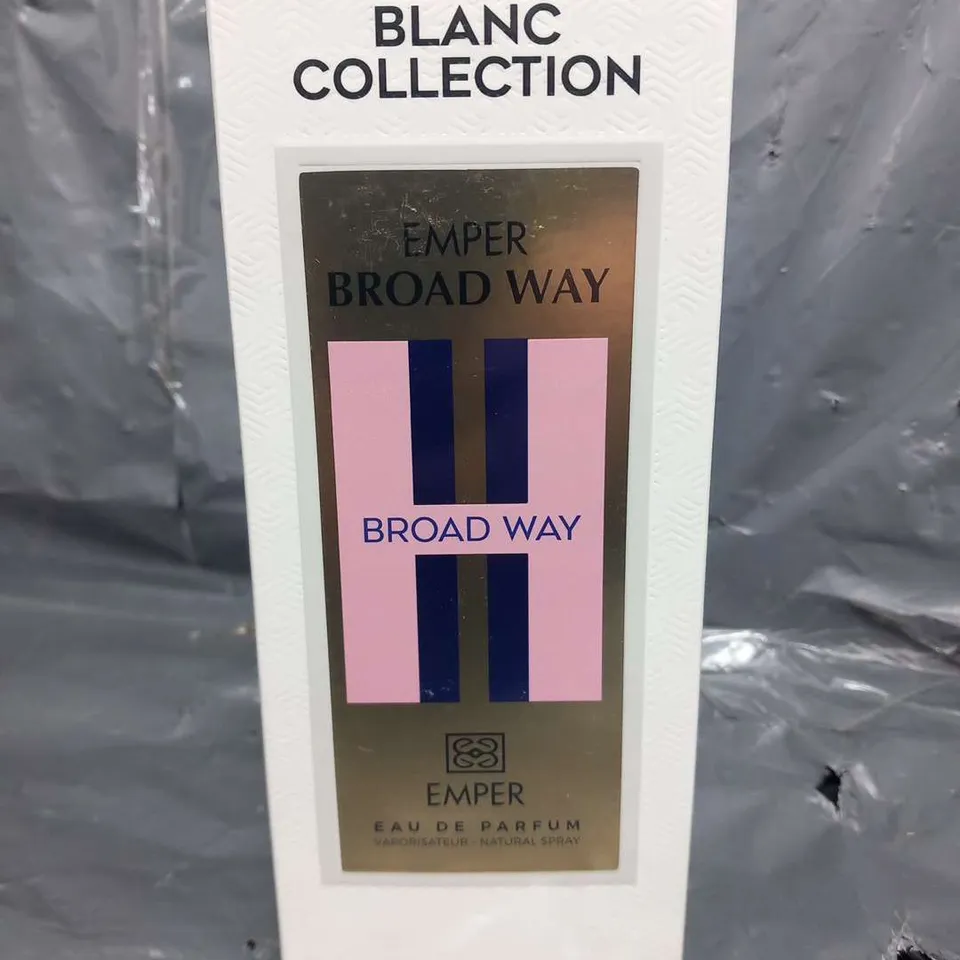 BLANC
COLLECTION
EMPER
BROAD WAY
BROAD WAY
EMPER
EAU DE PARFUM
VAPORISATEUR - NATURAL SPRAY